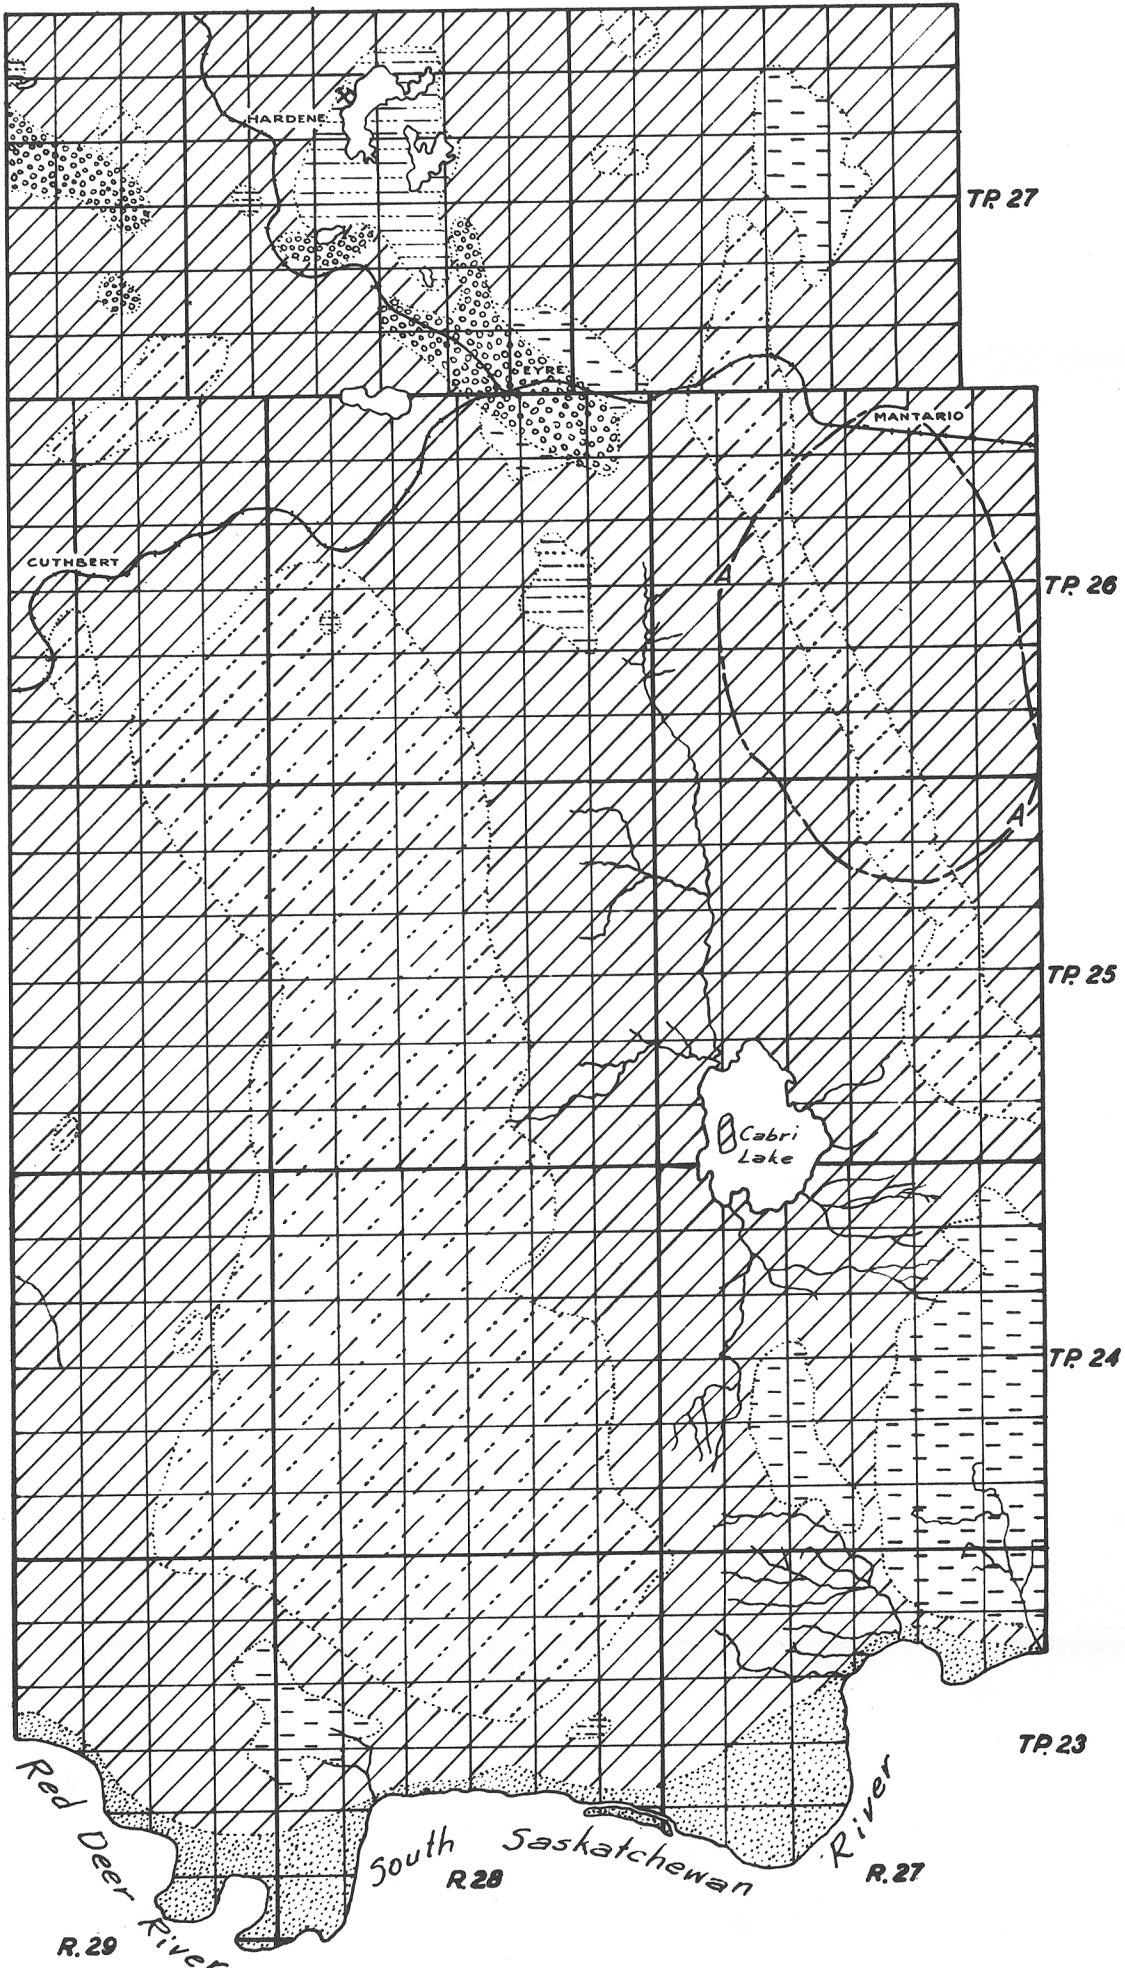 HARDENE
TP. 27
EYRE
MANTARIO
CUTHBERT
A
TP. 26
A
TP. 25
Cabri
Lake
TP. 24
TP. 23
Red Deer River
South Saskatchewan River
R. 28
R. 27
R. 29